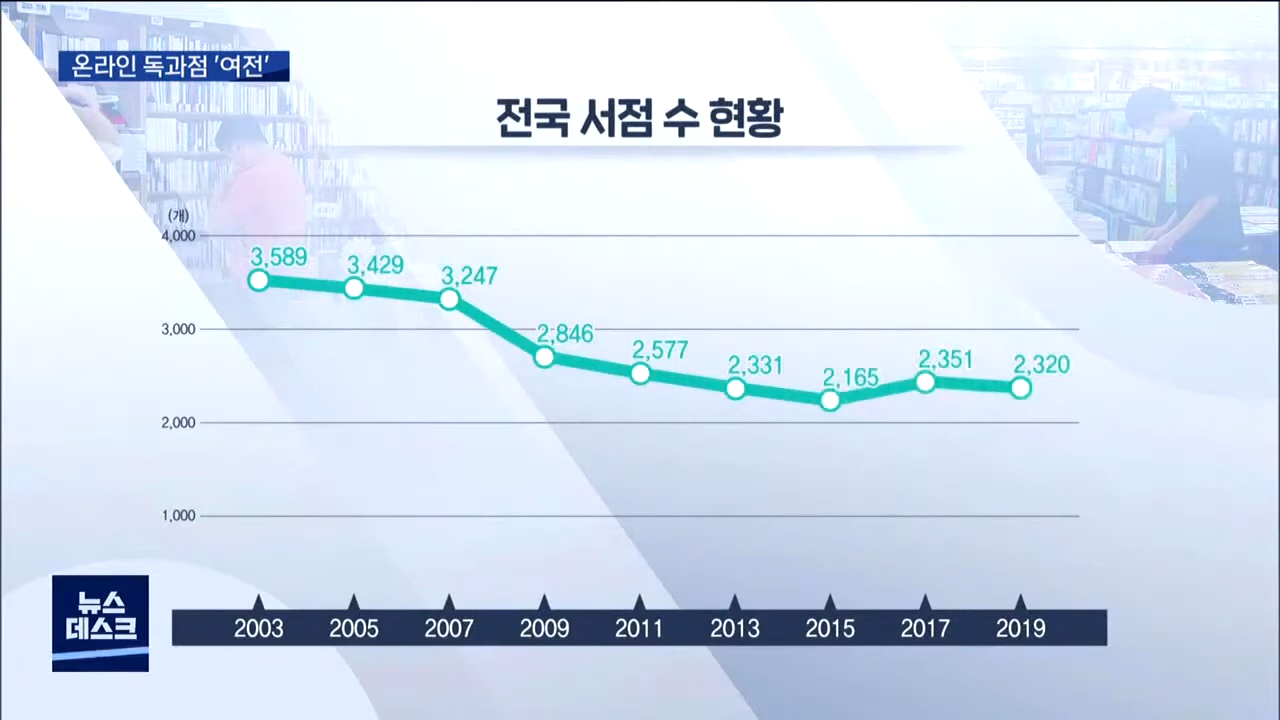 온라인 독과점 '여전'
전국 서점 수 현황
(개)
4,000
3,589
3,429
3,247
3,000
2,846
2,577
2,331
2,165
2,351
2,320
2,000
1,000
뉴스
데스크
2003 2005 2007 2009 2011 2013 2015 2017 2019